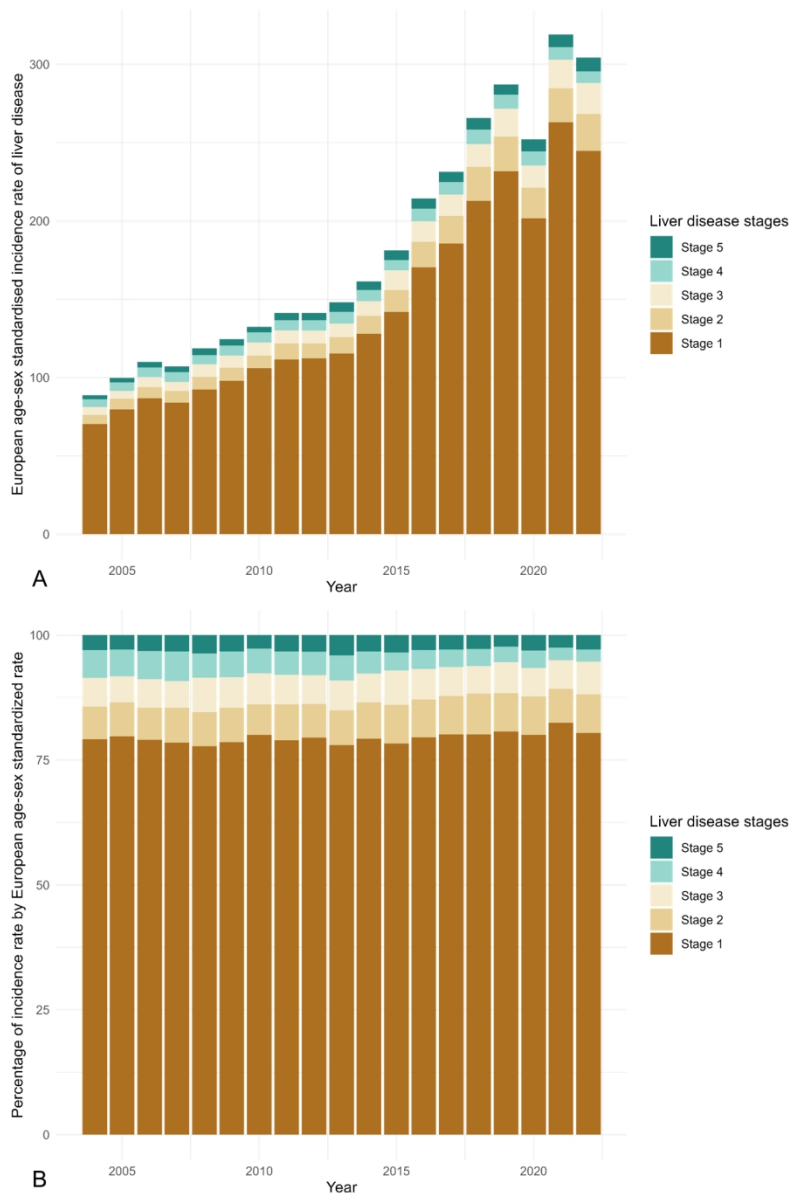 European age-sex standardised incidence rate of liver disease
300
200
100
0
2005
2010
2015
2020
Year
A
Liver disease stages
Stage 5
Stage 4
Stage 3
Stage 2
Stage 1
Percentage of incidence rate by European age-sex standardized rate
100
75
50
25
0
2005
2010
2015
2020
Year
B
Liver disease stages
Stage 5
Stage 4
Stage 3
Stage 2
Stage 1